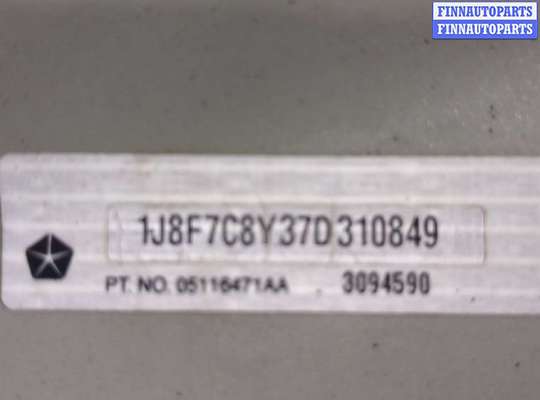 FINNAUTOPARTS
FINNAUTOPARTS
1J8F7C8Y37D310849
PT. NO. 05116471AA 3094590